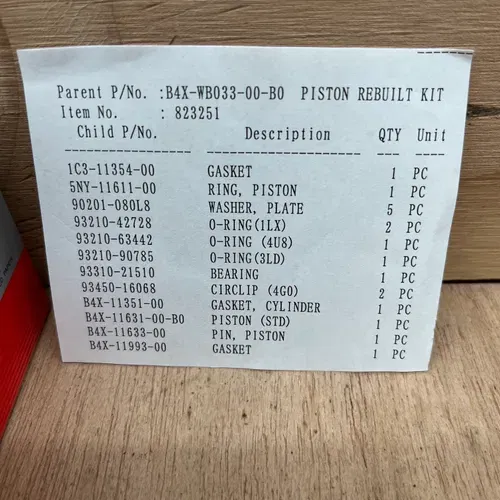 Parent P/No. :B4X-WB033-00-B0 PISTON REBUILT KIT
Item No. : 823251
Child P/No. Description QTY Unit
1C3-11354-00 GASKET 1 PC
5NY-11611-00 RING, PISTON 1 PC
90201-080L8 WASHER, PLATE 5 PC
93210-42728 O-RING(1LX) 2 PC
93210-63442 O-RING (4U8) 1 PC
93210-90785 O-RING(3LD) 1 PC
93310-21510 BEARING 1 PC
93450-16068 CIRCLIP (4G0) 2 PC
B4X-11351-00 GASKET, CYLINDER 1 PC
B4X-11631-00-B0 PISTON (STD) 1 PC
B4X-11633-00 PIN, PISTON 1 PC
B4X-11993-00 GASKET 1 PC